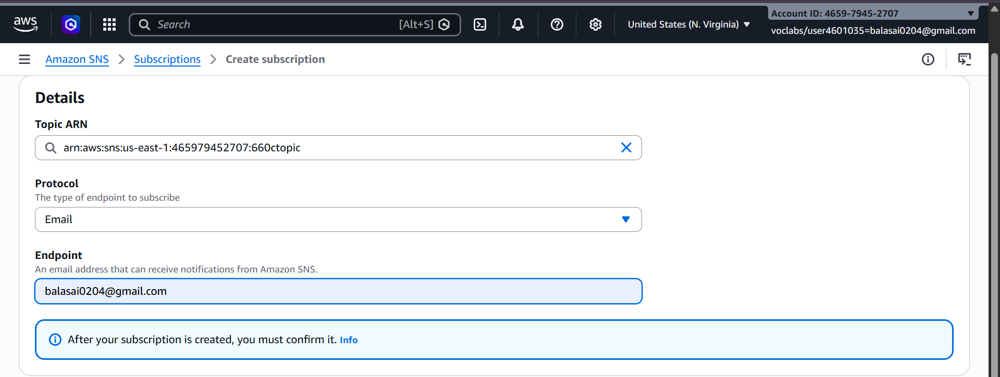 aws
Search
[Alt+S]
United States (N. Virginia)
Account ID: 4659-7945-2707
voclabs/user4601035=balasai0204@gmail.com
Amazon SNS
Subscriptions
Create subscription
Details
Topic ARN
arn:aws:sns:us-east-1:465979452707:660ctopic
Protocol
The type of endpoint to subscribe
Email
Endpoint
An email address that can receive notifications from Amazon SNS.
balasai0204@gmail.com
After your subscription is created, you must confirm it. Info